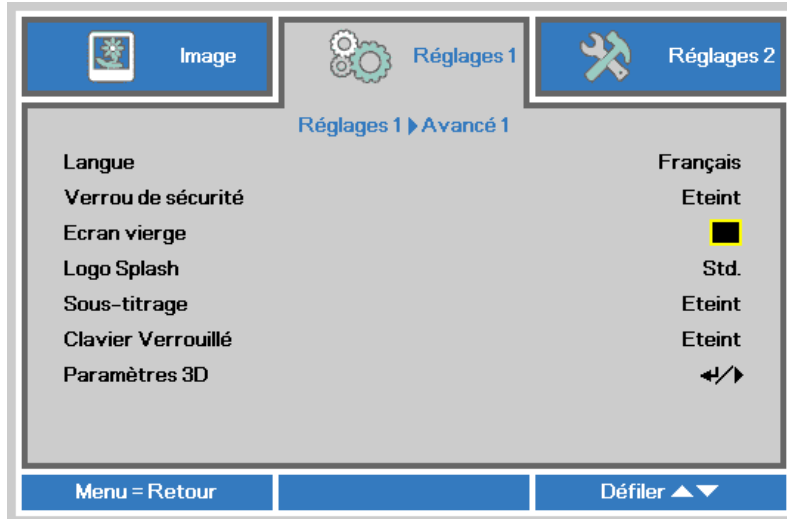 Image
Réglages 1
Réglages 2
Réglages 1 ▶ Avancé 1
Langue Français
Verrou de sécurité Eteint
Ecran vierge
Logo Splash Std.
Sous-titrage Eteint
Clavier Verrouillé Eteint
Paramètres 3D ↵/▶
Menu = Retour
Défiler ▲▼